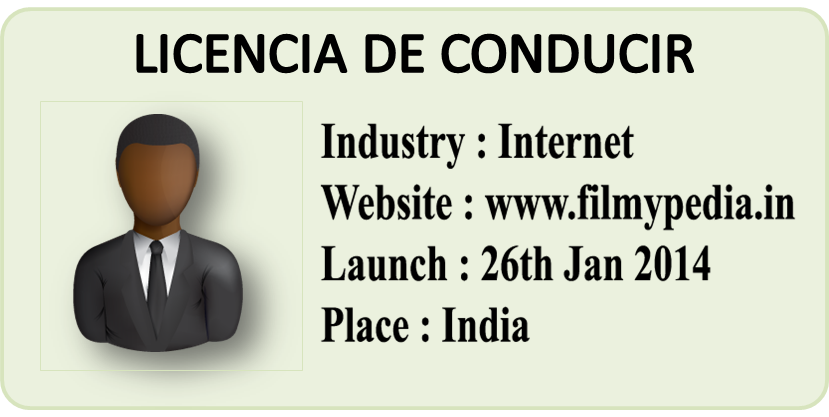 LICENCIA DE CONDUCIR
Industry : Internet
Website : www.filmypedia.in
Launch : 26th Jan 2014
Place : India